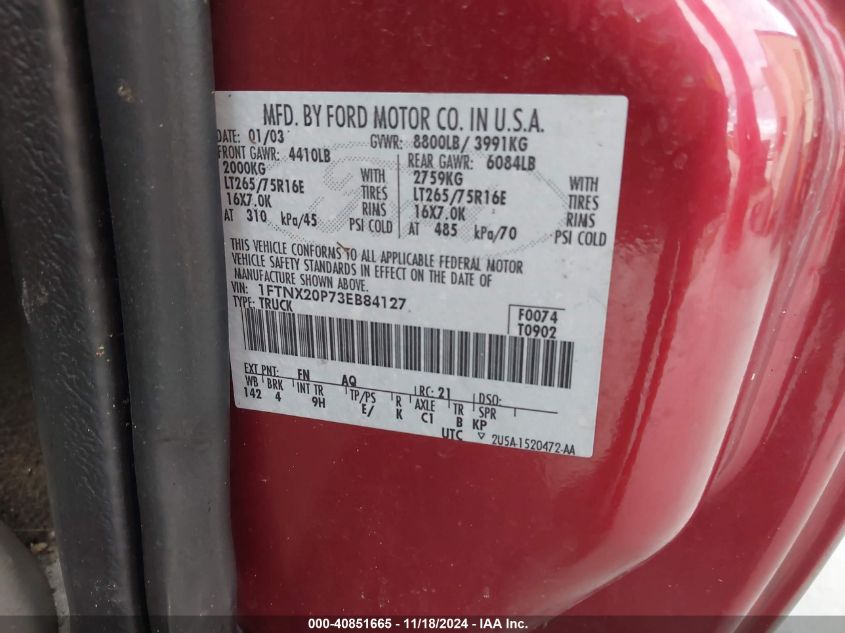 MFD. BY FORD MOTOR CO. IN U.S.A.
DATE: 01/03 GVWR: 8800LB/ 3991KG
FRONT GAWR: 4410LB REAR GAWR: 6084LB
2000KG WITH 2759KG WITH
LT265/75R16E TIRES LT265/75R16E TIRES
16X7.0K RIMS 16X7.0K RIMS
AT 310 kPa/45 PSI COLD AT 485 kPa/70 PSI COLD
THIS VEHICLE CONFORMS TO ALL APPLICABLE FEDERAL MOTOR
VEHICLE SAFETY STANDARDS IN EFFECT ON THE DATE OF
MANUFACTURE SHOWN ABOVE.
VIN: 1FTNX20P73EB84127
TYPE: TRUCK
F0074
T0902
EXT PNT: FN AQ RC: 21 DSO:
WB BRK INT TR TP/PS R AXLE TR SPR
142 4 9H E/ K C1 B KP
UTC ▽ 2U5A-1520472-AA
000-40851665 - 11/18/2024 - IAA Inc.